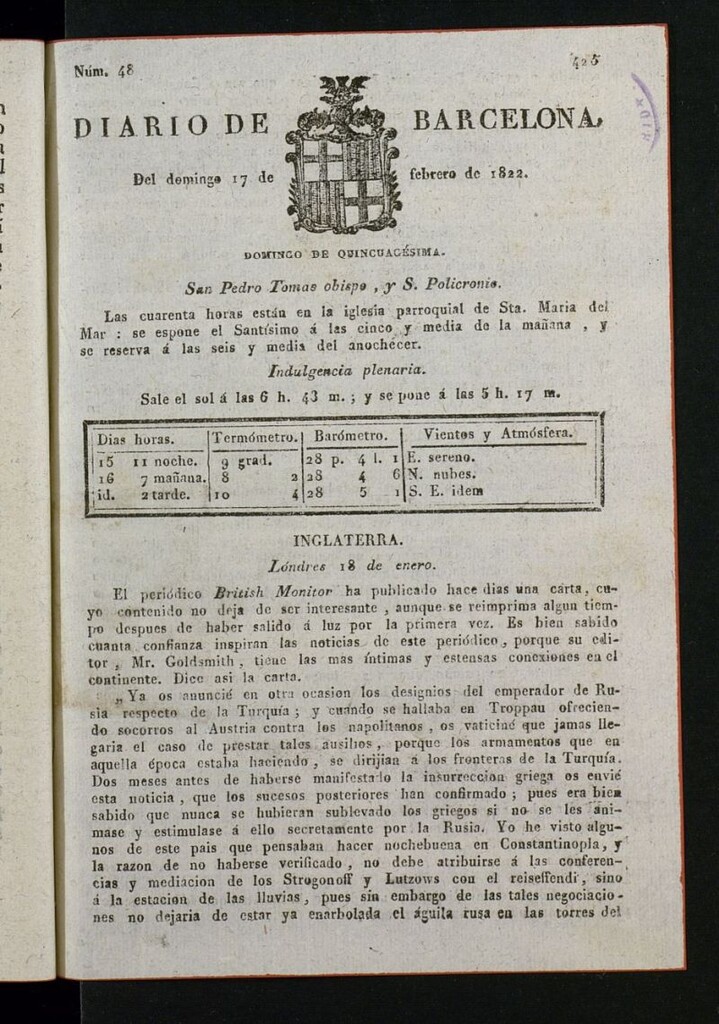 Núm. 48
425
DIARIO DE BARCELONA,
Del domingo 17 de febrero de 1822.
DOMINGO DE QUINCUAGÉSIMA.
San Pedro Tomas obispo , y S. Policronio.
Las cuarenta horas están en la iglesia parroquial de Sta. Maria del
Mar : se espone el Santísimo á las cinco y media de la mañana , y
se reserva á las seis y media del anochecer.
Indulgencia plenaria.
Sale el sol á las 6 h. 43 m. ; y se pone á las 5 h. 17 m.
Dias horas. Termómetro. Barómetro. Vientos y Atmósfera.
15 11 noche. 9 grad. 28 p. 4 l. 1 E. sereno.
16 7 mañana. 8 2 28 4 6 N. nubes.
id. 2 tarde. 10 4 28 5 1 S. E. idem
INGLATERRA.
Lóndres 18 de enero.
El periódico British Monitor ha publicado hace dias una carta, cu-
yo contenido no deja de ser interesante , aunque se reimprima algun tiem-
po despues de haber salido á luz por la primera vez. Es bien sabido
cuanta confianza inspiran las noticias de este periódico, porque su edi-
tor , Mr. Goldsmith , tiene las mas íntimas y estensas conexiones en el
continente. Dice asi la carta.
„Ya os anuncié en otra ocasion los designios del emperador de Ru-
sia respecto de la Turquía ; y cuando se hallaba en Troppau ofrecien-
do socorros al Austria contra los napolitanos , os vaticiné que jamas lle-
garia el caso de prestar tales ausilios, porque los armamentos que en
aquella época estaba haciendo , se dirijian á los fronteras de la Turquía.
Dos meses antes de haberse manifestado la insurreccion griega os envié
esta noticia , que los sucesos posteriores han confirmado ; pues era bien
sabido que nunca se hubieran sublevado los griegos si no se les ani-
mase y estimulase á ello secretamente por la Rusia. Yo he visto algu-
nos de este pais que pensaban hacer nochebuena en Constantinopla, y
la razon de no haberse verificado , no debe atribuirse á las conferen-
cias y mediacion de los Strogonoff y Lutzows con el reiseffendi, sino
á la estacion de las lluvias, pues sin embargo de las tales negociacio-
nes no dejaria de estar ya enarbolada el águila rusa en las torres del